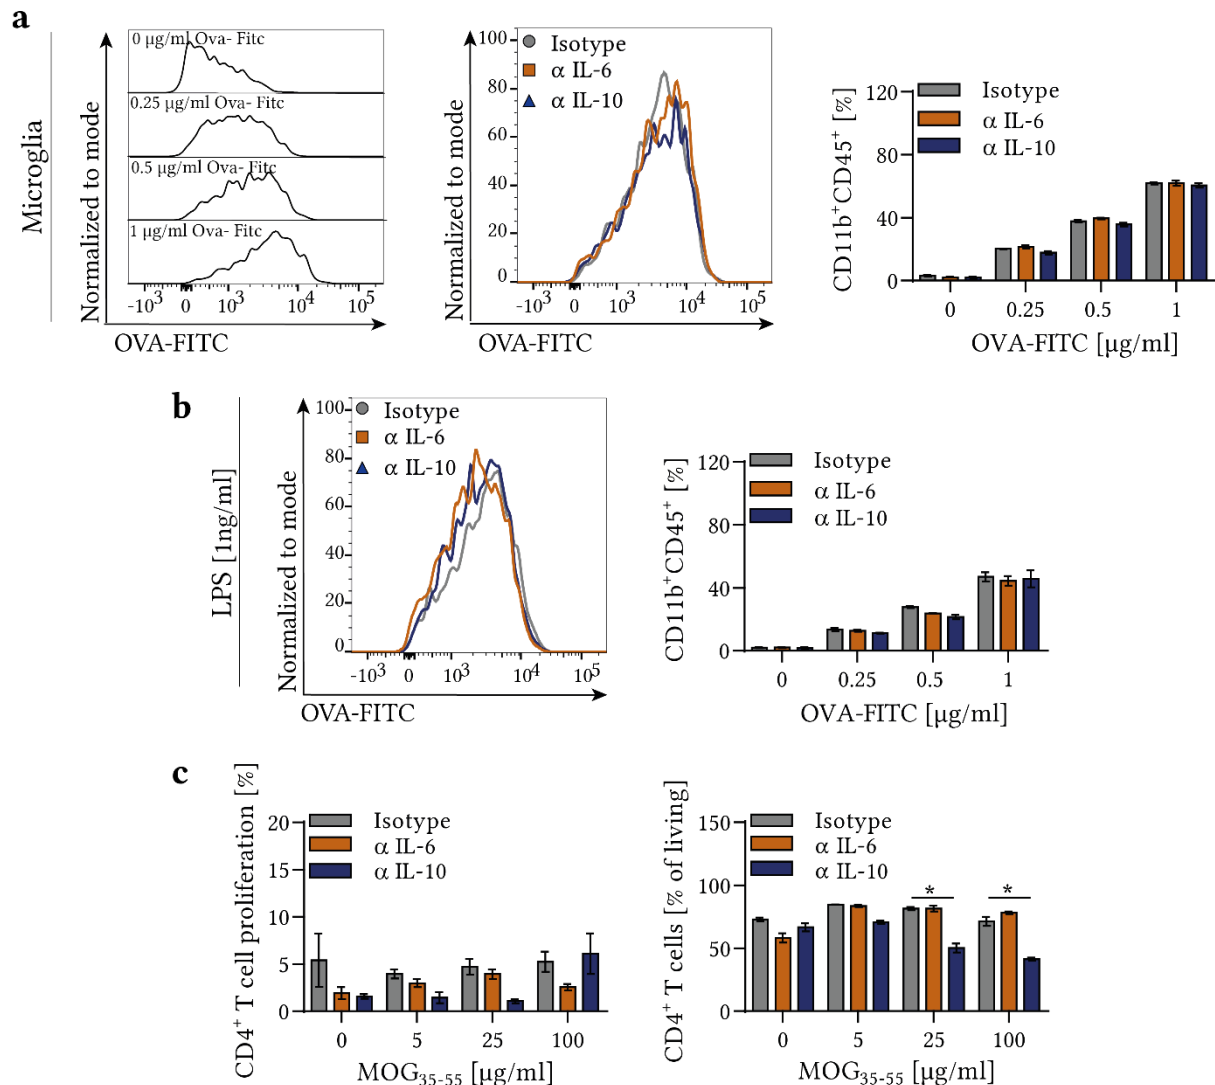 a
Microglia
Normalized to mode
0 µg/ml Ova- Fitc
0.25 µg/ml Ova- Fitc
0.5 µg/ml Ova- Fitc
1 µg/ml Ova- Fitc
-10³ 0 10³ 10⁴ 10⁵
OVA-FITC
Normalized to mode
100
80
60
40
20
0
Isotype
α IL-6
α IL-10
-10³ 0 10³ 10⁴ 10⁵
OVA-FITC
CD11b⁺CD45⁺ [%]
120
80
40
0
Isotype
α IL-6
α IL-10
0 0.25 0.5 1
OVA-FITC [µg/ml]
b
LPS [1ng/ml]
Normalized to mode
100
80
60
40
20
0
Isotype
α IL-6
α IL-10
-10³ 0 10³ 10⁴ 10⁵
OVA-FITC
CD11b⁺CD45⁺ [%]
120
80
40
0
Isotype
α IL-6
α IL-10
0 0.25 0.5 1
OVA-FITC [µg/ml]
c
CD4⁺ T cell proliferation [%]
20
15
10
5
0
Isotype
α IL-6
α IL-10
0 5 25 100
MOG₃₅₋₅₅ [µg/ml]
CD4⁺ T cells [% of living]
150
100
50
0
Isotype
α IL-6
α IL-10
* *
0 5 25 100
MOG₃₅₋₅₅ [µg/ml]